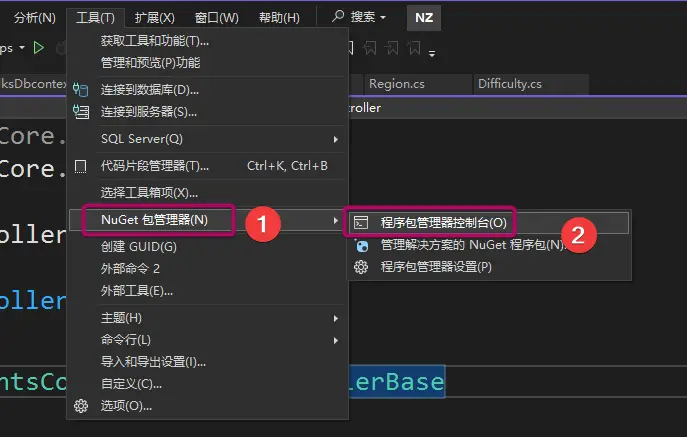 分析(N) 工具(T) 扩展(X) 窗口(W) 帮助(H) 搜索 NZ
ps
获取工具和功能(T)...
管理和预览(P)功能
lksDbcontex
连接到数据库(D)...
Region.cs Difficulty.cs
连接到服务器(S)...
ntroller
SQL Server(Q)
Core.
代码片段管理器(T)... Ctrl+K, Ctrl+B
Core.
选择工具箱项(X)...
NuGet 包管理器(N) 1
程序包管理器控制台(O) 2
oller
创建 GUID(G)
管理解决方案的 NuGet 程序包(N)...
外部命令 2
程序包管理器设置(P)
外部工具(E)...
oller
主题(H)
命令行(L)
导入和导出设置(I)...
ntsCo lerBase
自定义(C)...
选项(O)...